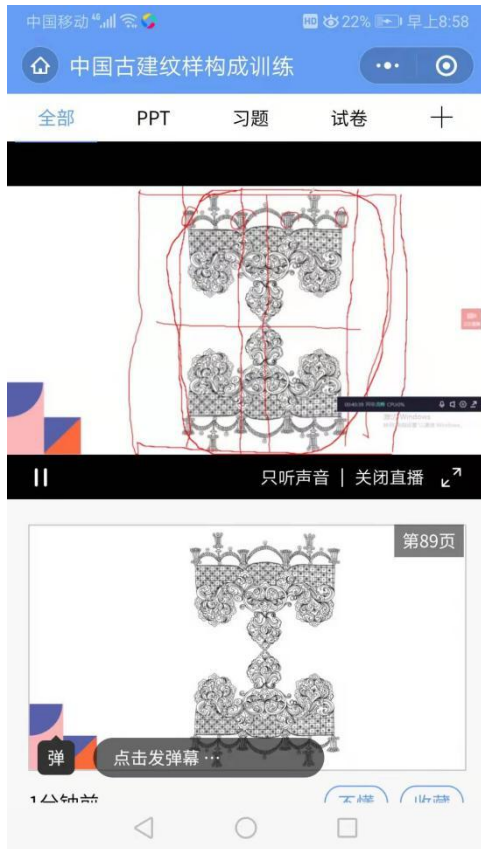 中国移动 4G HD 22% 早上8:58
中国古建纹样构成训练
全部 PPT 习题 试卷
只听声音 | 关闭直播
第89页
弹 点击发弹幕 ···
1分钟前 不懂 收藏